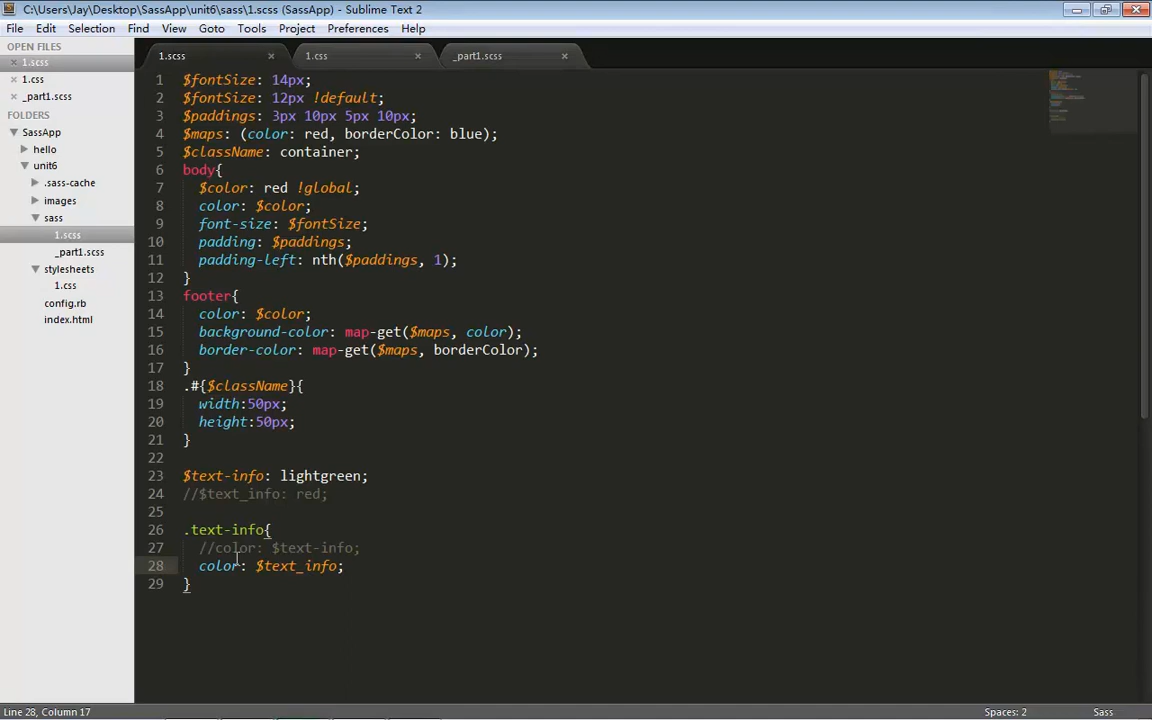 C:\Users\Jay\Desktop\SassApp\unit6\sass\1.scss (SassApp) - Sublime Text 2
File Edit Selection Find View Goto Tools Project Preferences Help
OPEN FILES
1.scss
1.css
_part1.scss
FOLDERS
SassApp
hello
unit6
.sass-cache
images
sass
1.scss
_part1.scss
stylesheets
1.css
config.rb
index.html
1.scss 1.css _part1.scss
1 $fontSize: 14px;
2 $fontSize: 12px !default;
3 $paddings: 3px 10px 5px 10px;
4 $maps: (color: red, borderColor: blue);
5 $className: container;
6 body{
7 $color: red !global;
8 color: $color;
9 font-size: $fontSize;
10 padding: $paddings;
11 padding-left: nth($paddings, 1);
12 }
13 footer{
14 color: $color;
15 background-color: map-get($maps, color);
16 border-color: map-get($maps, borderColor);
17 }
18 .#{$className}{
19 width:50px;
20 height:50px;
21 }
22
23 $text-info: lightgreen;
24 //$text_info: red;
25
26 .text-info{
27 //color: $text-info;
28 color: $text_info;
29 }
Line 28, Column 17 Spaces: 2 Sass